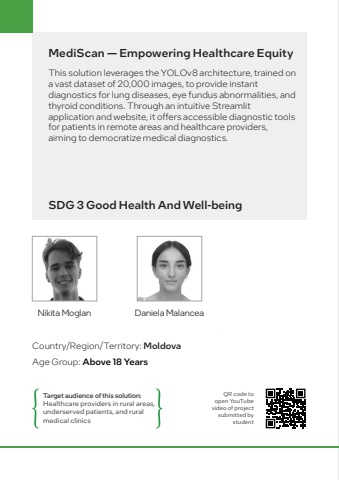 MediScan — Empowering Healthcare Equity
This solution leverages the YOLOv8 architecture, trained on
a vast dataset of 20,000 images, to provide instant
diagnostics for lung diseases, eye fundus abnormalities, and
thyroid conditions. Through an intuitive Streamlit
application and website, it offers accessible diagnostic tools
for patients in remote areas and healthcare providers,
aiming to democratize medical diagnostics.
SDG 3 Good Health And Well-being
Nikita Moglan
Daniela Malancea
Country/Region/Territory: Moldova
Age Group: Above 18 Years
Target audience of this solution:
Healthcare providers in rural areas,
underserved patients, and rural
medical clinics
QR code to
open YouTube
video of project
submitted by
student